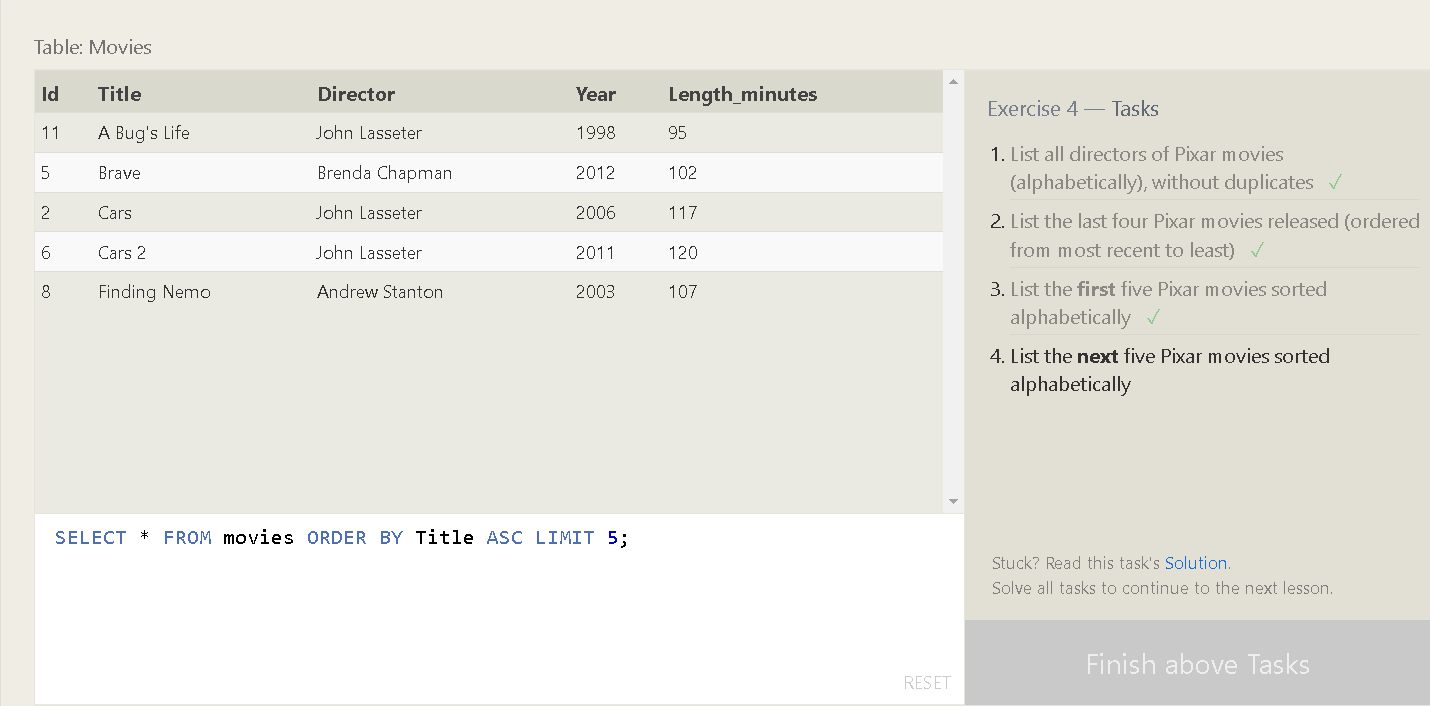 Table: Movies
Id Title Director Year Length_minutes
11 A Bug's Life John Lasseter 1998 95
5 Brave Brenda Chapman 2012 102
2 Cars John Lasseter 2006 117
6 Cars 2 John Lasseter 2011 120
8 Finding Nemo Andrew Stanton 2003 107
SELECT * FROM movies ORDER BY Title ASC LIMIT 5;
RESET
Exercise 4 — Tasks
1. List all directors of Pixar movies
(alphabetically), without duplicates ✓
2. List the last four Pixar movies released (ordered
from most recent to least) ✓
3. List the first five Pixar movies sorted
alphabetically ✓
4. List the next five Pixar movies sorted
alphabetically
Stuck? Read this task's Solution.
Solve all tasks to continue to the next lesson.
Finish above Tasks